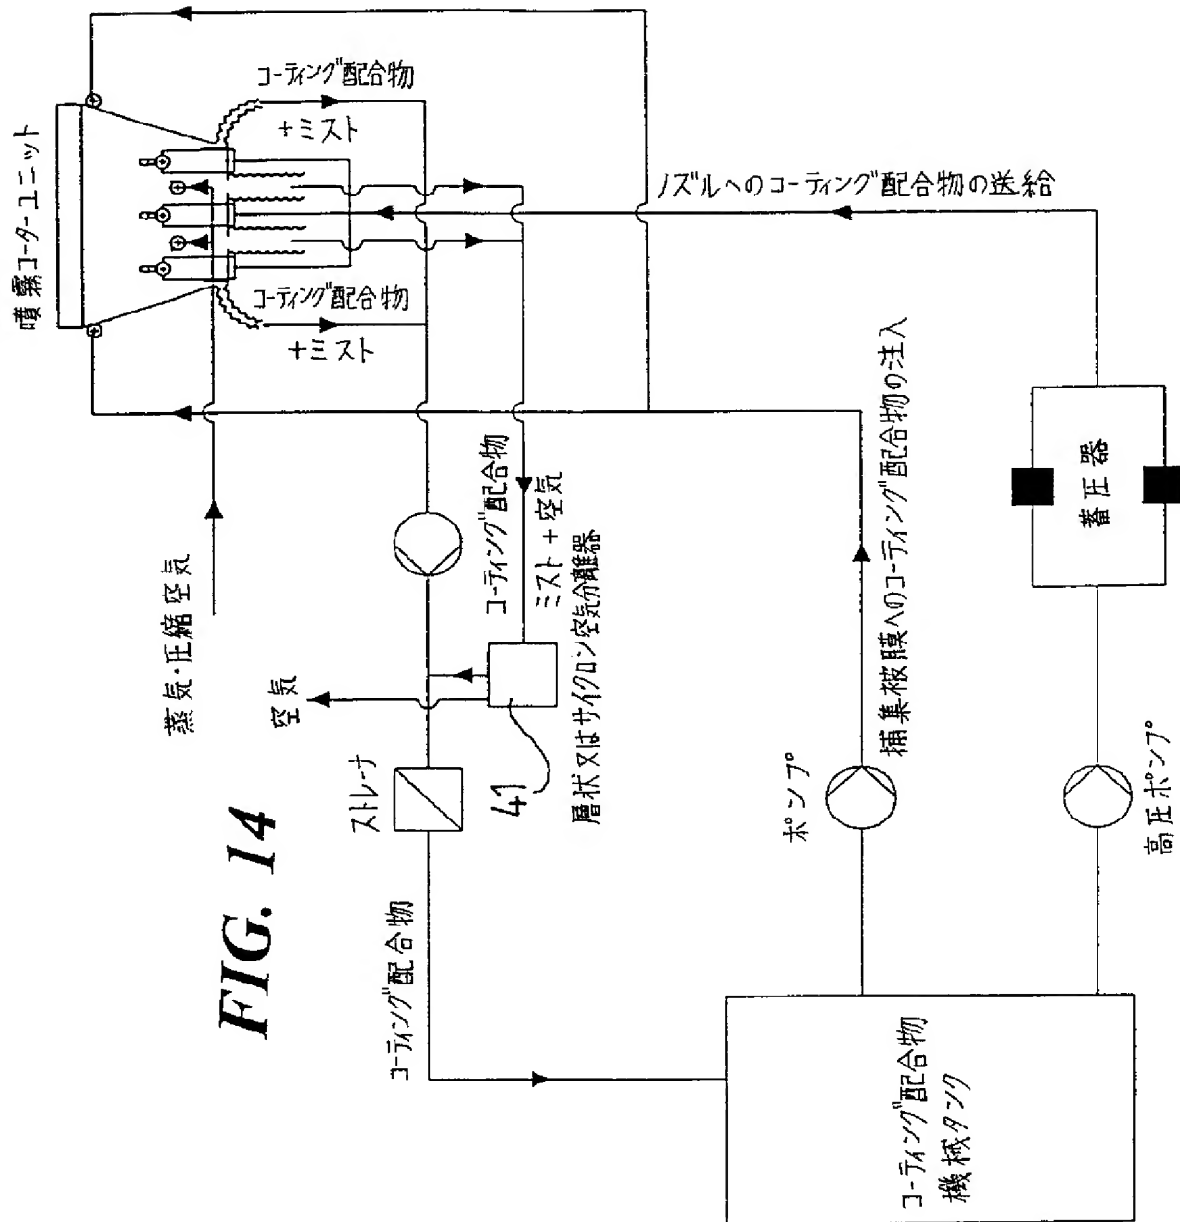 噴霧コーターユニット
コーティング配合物
+ミスト
コーティング配合物
+ミスト
ノズルへのコーティング配合物の送給
蒸気・圧縮空気
空気
コーティング配合物
ミスト+空気
層状又はサイクロン空気分離器
41
ストレーナ
コーティング配合物
捕集被膜へのコーティング配合物の注入
蓄圧器
ポンプ
高圧ポンプ
コーティング配合物
機械タンク
FIG. 14